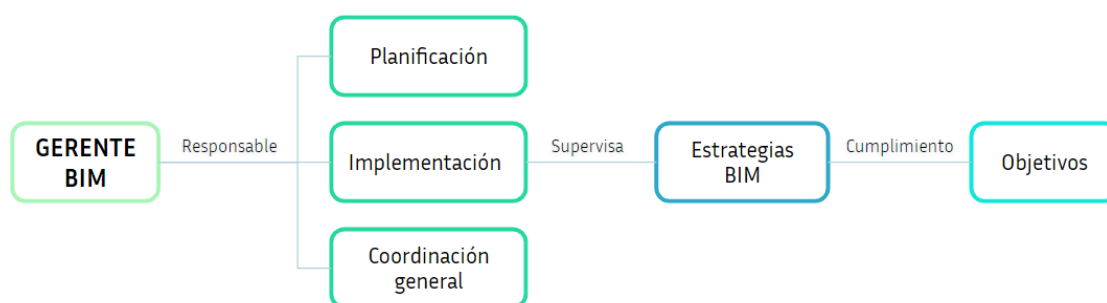 Planificación
GERENTE
BIM
Responsable
Implementación
Supervisa
Estrategias
BIM
Cumplimiento
Objetivos
Coordinación
general